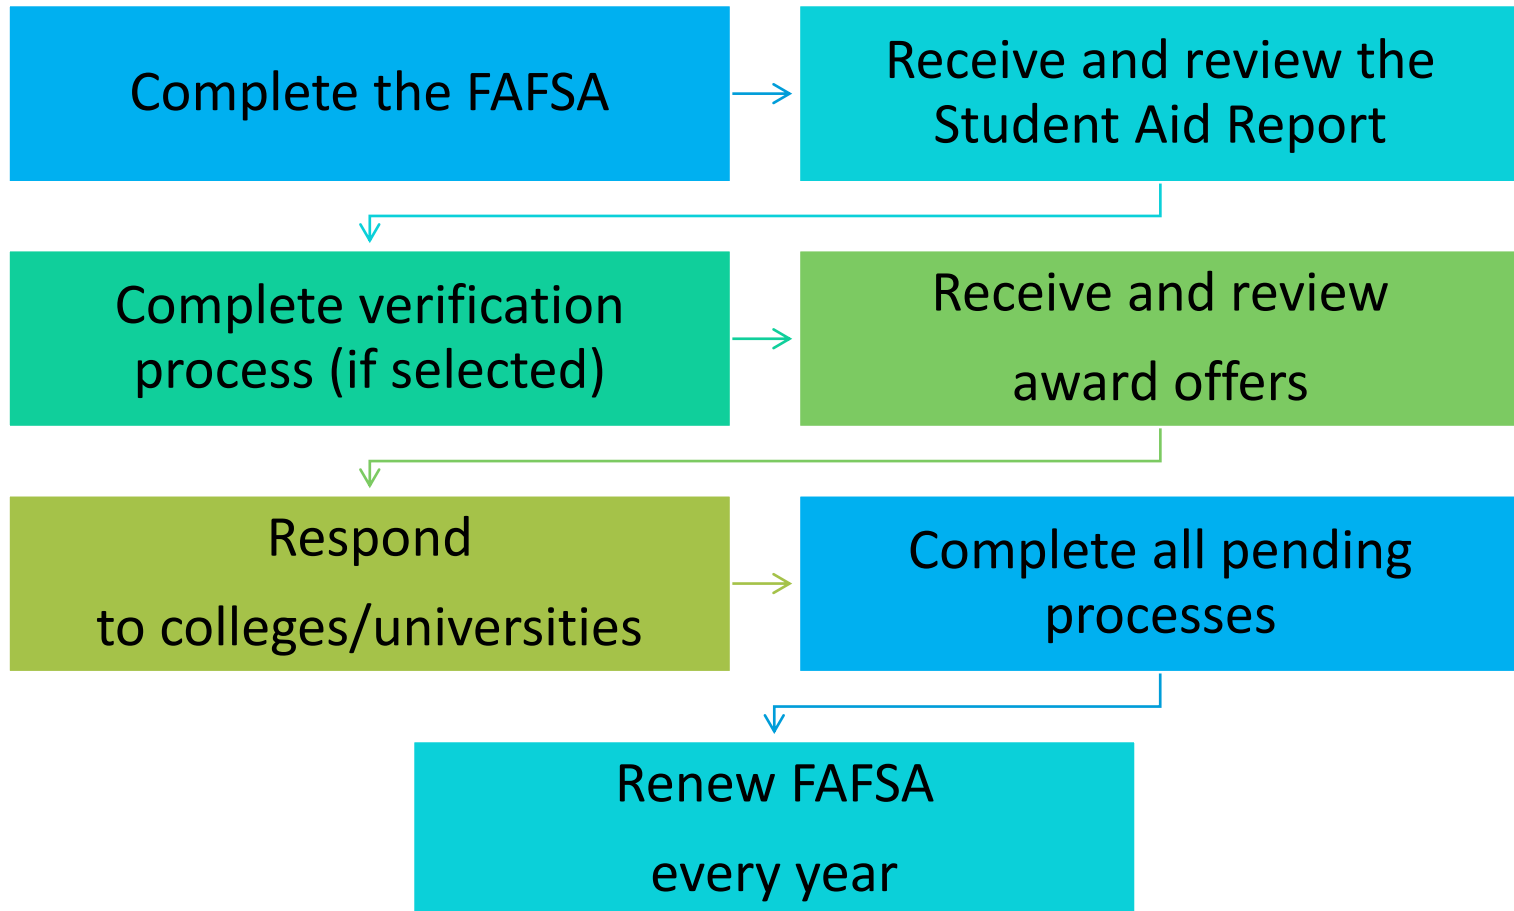 Complete the FAFSA
Receive and review the
Student Aid Report
Complete verification
process (if selected)
Receive and review
award offers
Respond
to colleges/universities
Complete all pending
processes
Renew FAFSA
every year